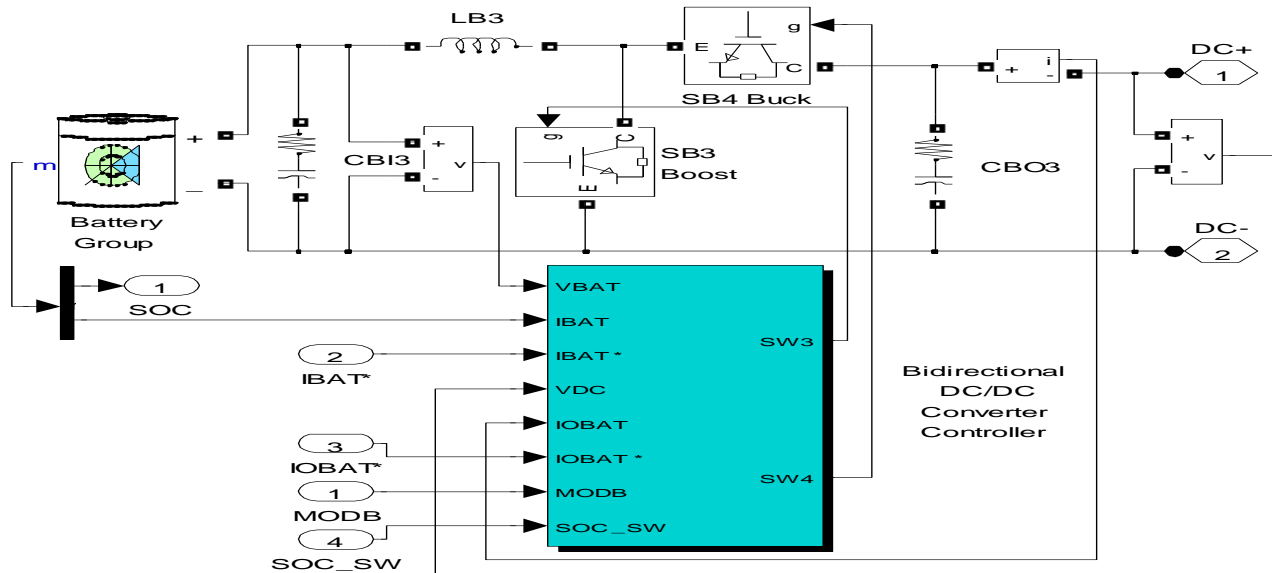 LB3
g
E
C
SB4 Buck
i
+
-
DC+
1
m
+
_
CBI3
+
-
v
g
C
E
SB3
Boost
CBO3
+
-
v
Battery
Group
DC-
2
1
SOC
VBAT
IBAT
2
IBAT*
IBAT *
SW3
VDC
Bidirectional
DC/DC
Converter
Controller
3
IOBAT*
IOBAT
IOBAT *
1
MODB
MODB
SW4
4
SOC_SW
SOC_SW